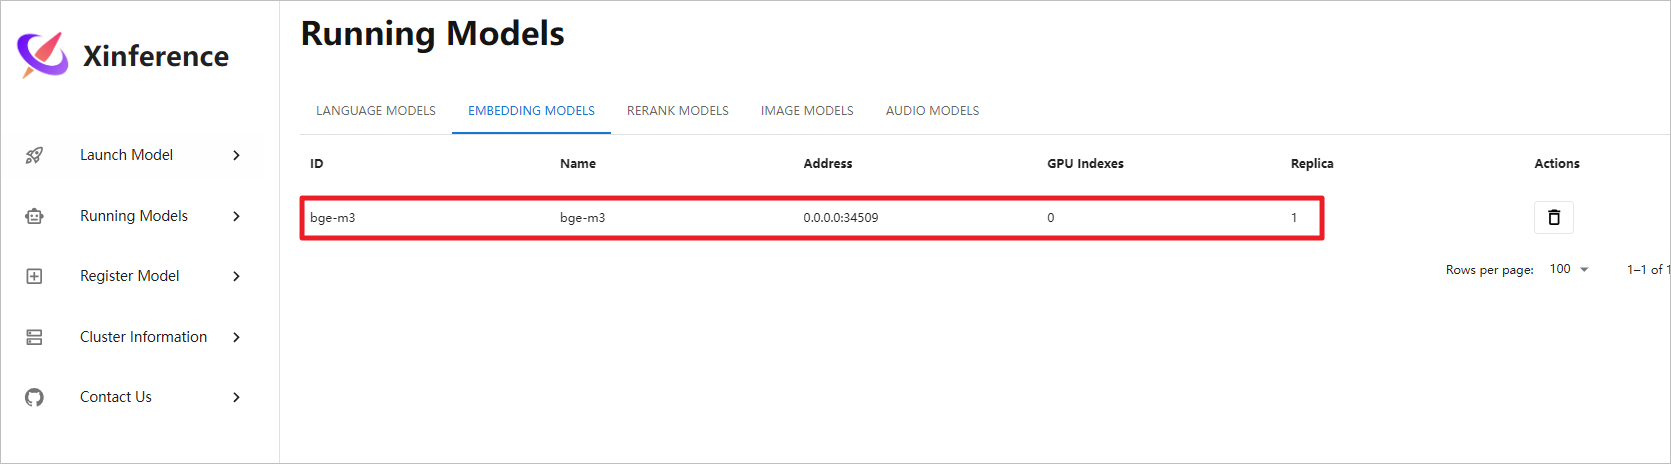 Xinference
Launch Model
Running Models
Register Model
Cluster Information
Contact Us
Running Models
LANGUAGE MODELS EMBEDDING MODELS RERANK MODELS IMAGE MODELS AUDIO MODELS
ID Name Address GPU Indexes Replica Actions
bge-m3 bge-m3 0.0.0.0:34509 0 1
Rows per page: 100 1–1 of 1